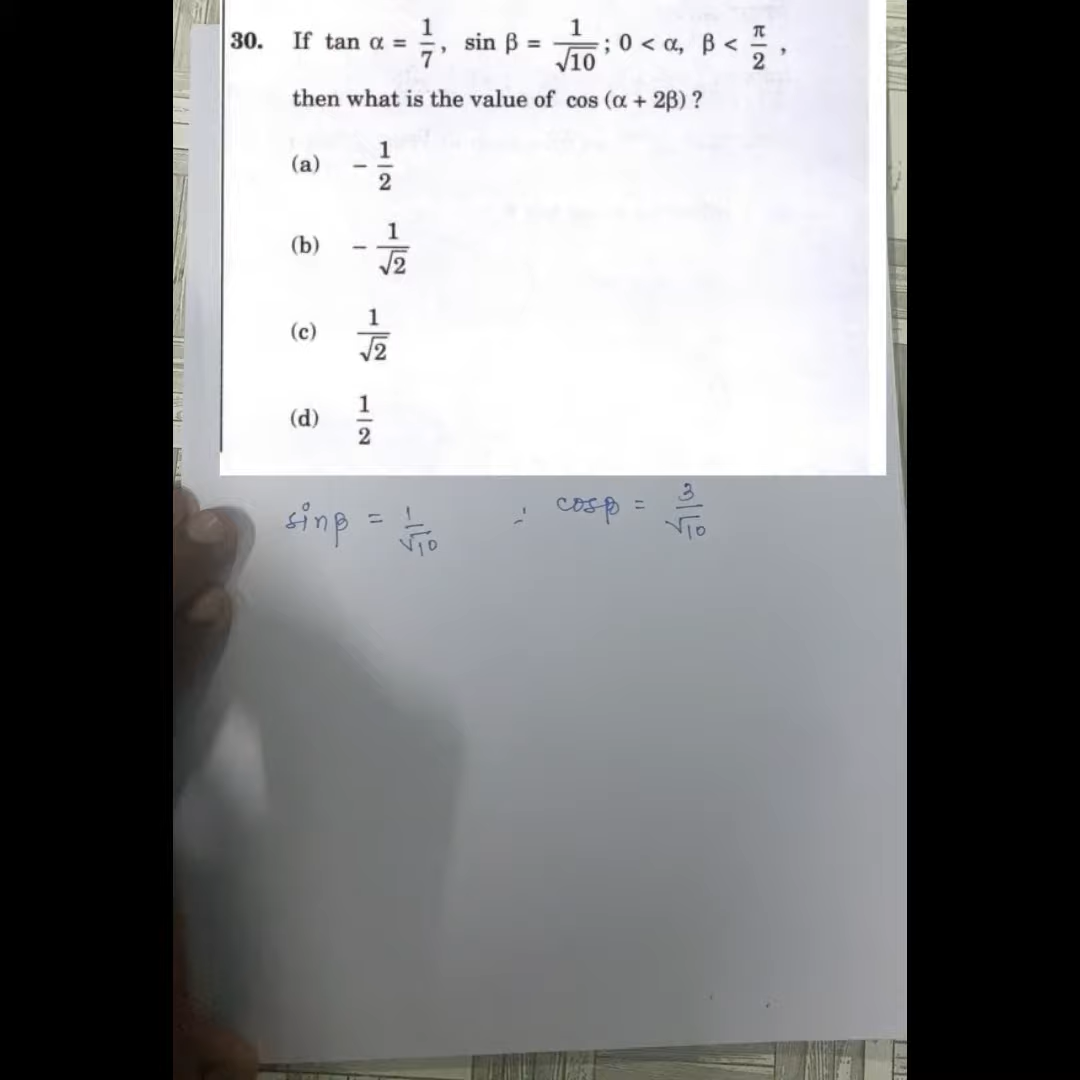 30. If tan α = 1/7, sin β = 1/√10; 0 < α, β < π/2,
then what is the value of cos (α + 2β) ?
(a) - 1/2
(b) - 1/√2
(c) 1/√2
(d) 1/2
sinβ = 1/√10 ∴ cosβ = 3/√10